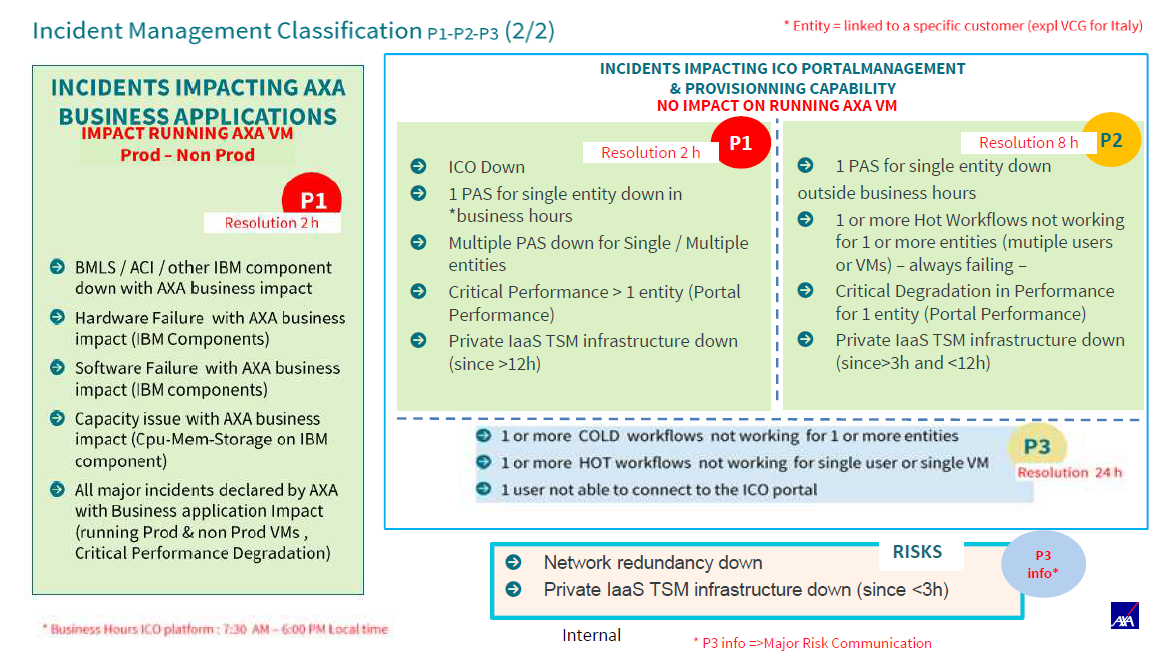 Incident Management Classification P1-P2-P3 (2/2)
* Entity = linked to a specific customer (expl VCG for Italy)
INCIDENTS IMPACTING AXA
BUSINESS APPLICATIONS
IMPACT RUNNING AXA VM
Prod – Non Prod
P1
Resolution 2 h
BMLS / ACI / other IBM component
down with AXA business impact
Hardware Failure with AXA business
impact (IBM Components)
Software Failure with AXA business
impact (IBM components)
Capacity issue with AXA business
impact (Cpu-Mem-Storage on IBM
component)
All major incidents declared by AXA
with Business application Impact
(running Prod & non Prod VMs ,
Critical Performance Degradation)
* Business Hours ICO platform : 7:30 AM – 6:00 PM Local time
INCIDENTS IMPACTING ICO PORTALMANAGEMENT
& PROVISIONNING CAPABILITY
NO IMPACT ON RUNNING AXA VM
P1
Resolution 2 h
ICO Down
1 PAS for single entity down in
*business hours
Multiple PAS down for Single / Multiple
entities
Critical Performance > 1 entity (Portal
Performance)
Private IaaS TSM infrastructure down
(since >12h)
P2
Resolution 8 h
1 PAS for single entity down
outside business hours
1 or more Hot Workflows not working
for 1 or more entities (mutiple users
or VMs) – always failing –
Critical Degradation in Performance
for 1 entity (Portal Performance)
Private IaaS TSM infrastructure down
(since>3h and <12h)
1 or more COLD workflows not working for 1 or more entities
1 or more HOT workflows not working for single user or single VM
1 user not able to connect to the ICO portal
P3
Resolution 24 h
RISKS
Network redundancy down
Private IaaS TSM infrastructure down (since <3h)
P3
info*
Internal
* P3 info =>Major Risk Communication
AXA